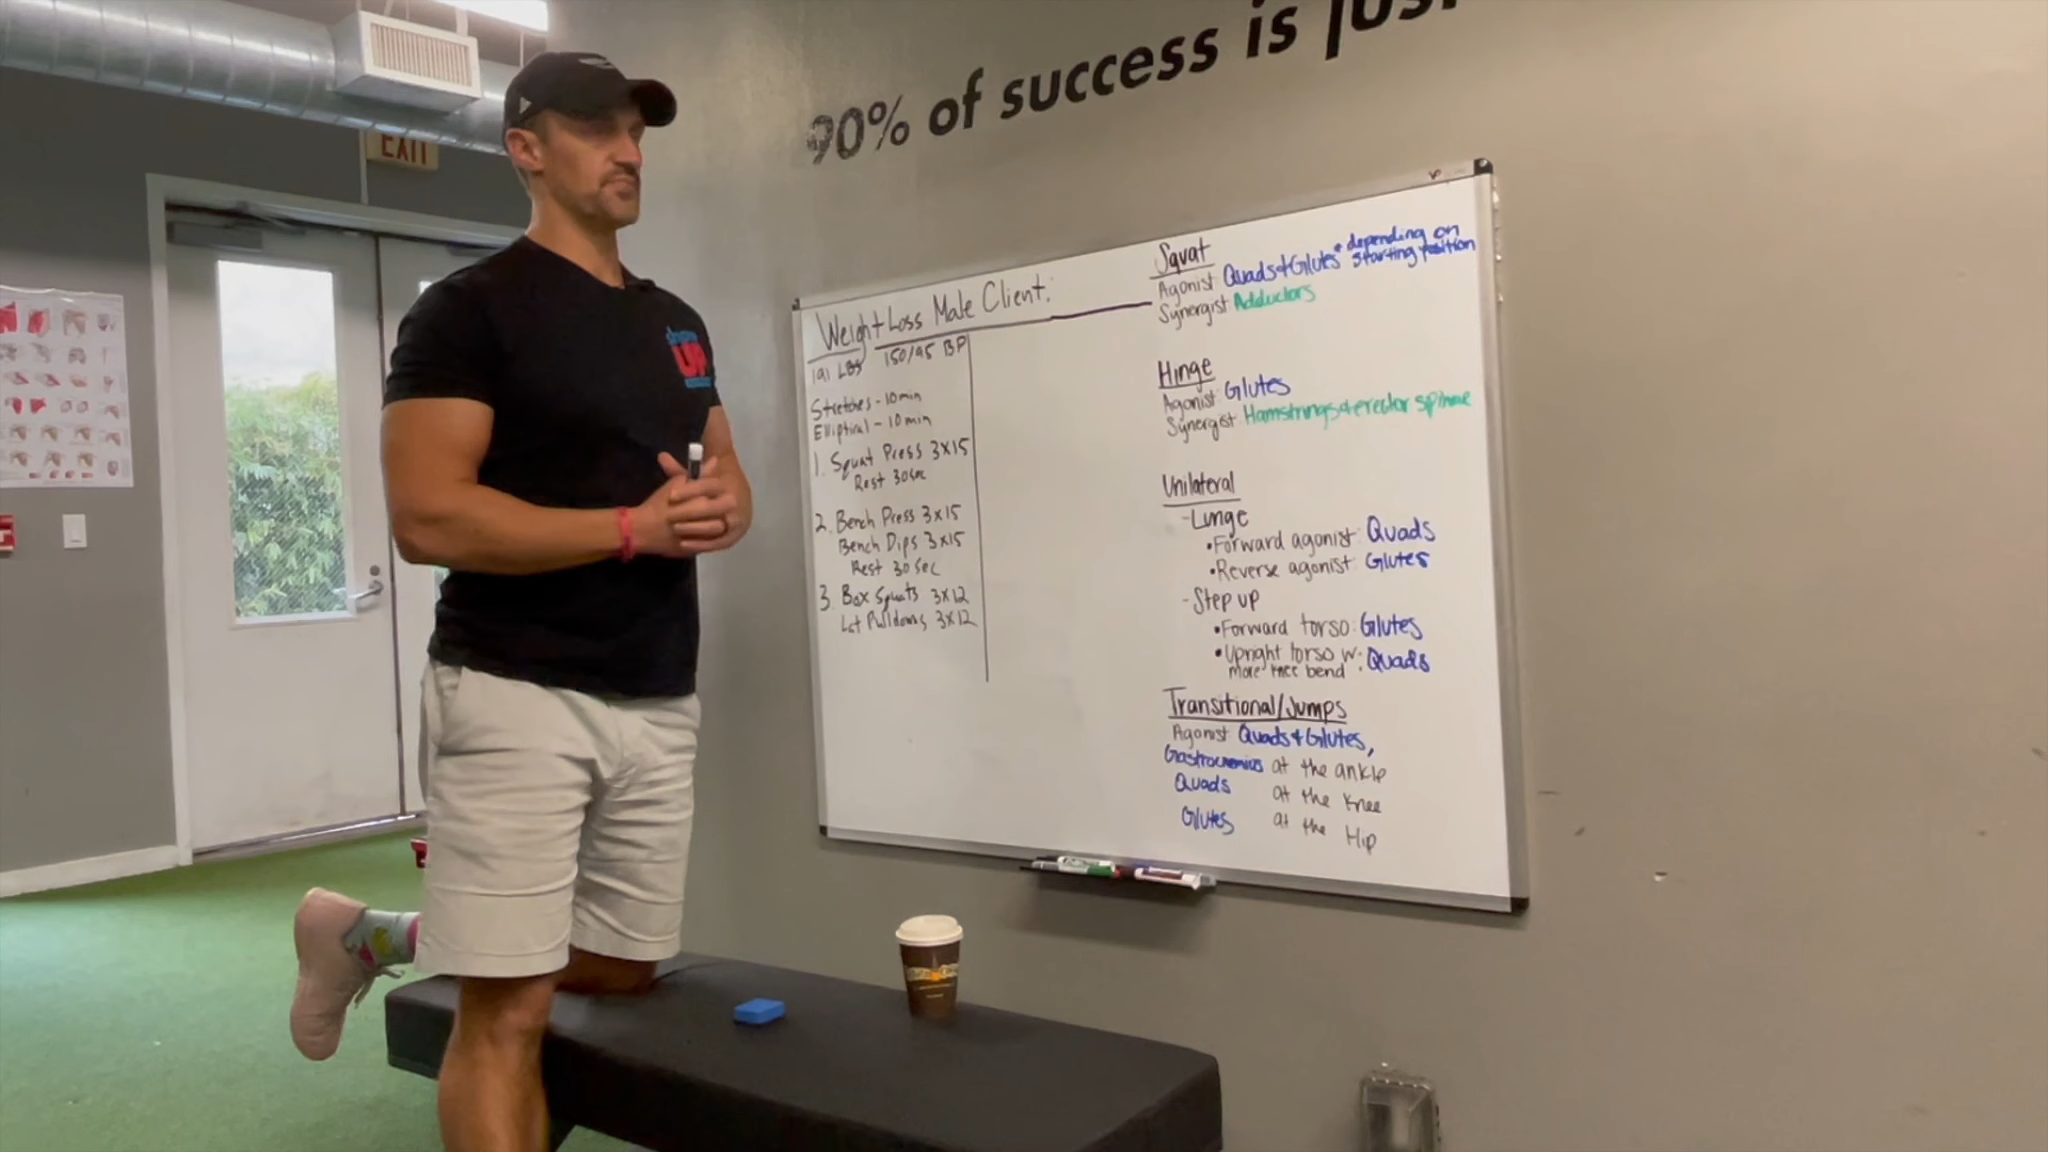 EXIT
90% of success is
show
UP
Weight Loss Male Client:
191 LBS 150/95 BP
Stretches - 10 min
Elliptical - 10 min
1. Squat Press 3x15
Rest 30sec
2. Bench Press 3x15
Bench Dips 3x15
Rest 30 Sec
3. Box Squats 3x12
Lat Pulldowns 3x12
Squat
Agonist Quads & Glutes * depending on
starting position
Synergist Adductors
Hinge
Agonist Glutes
Synergist Hamstrings & erector spinae
Unilateral
- Lunge
• Forward agonist: Quads
• Reverse agonist Glutes
- Step up
• Forward torso: Glutes
• Upright torso w: Quads
more knee bend
Transitional/Jumps
Agonist Quads & Glutes,
Gastrocnemius at the ankle
Quads at the knee
Glutes at the Hip